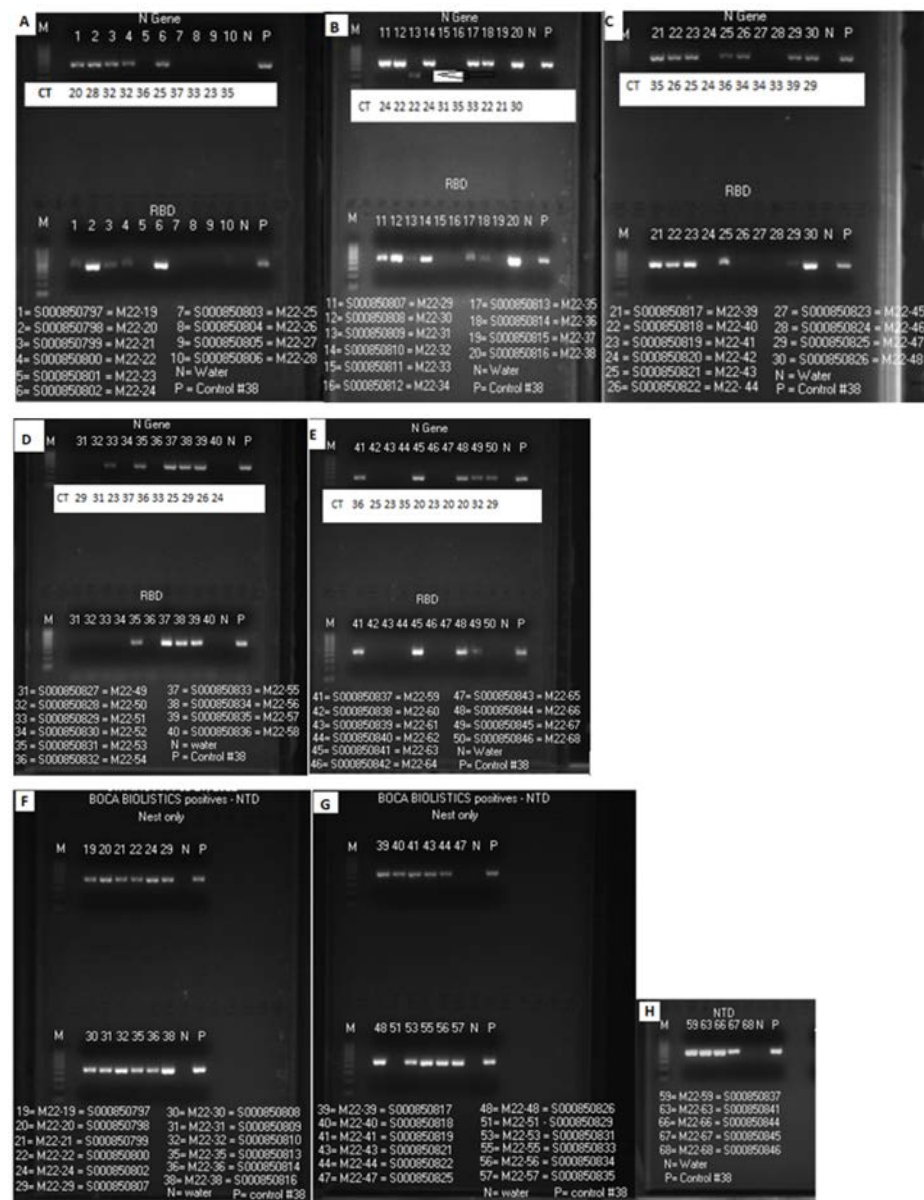 A
N Gene
M 1 2 3 4 5 6 7 8 9 10 N P
CT 20 28 32 32 36 25 37 33 23 35
RBD
M 1 2 3 4 5 6 7 8 9 10 N P
1= S000850797 = M22-19 7= S000850803 = M22-25
2= S000850798 = M22-20 8= S000850804 = M22-26
3= S000850799 = M22-21 9= S000850805 = M22-27
4= S000850800 = M22-22 10= S000850806 = M22-28
5= S000850801 = M22-23 N= Water
6= S000850802 = M22-24 P= Control #38
B
N Gene
M 11 12 13 14 15 16 17 18 19 20 N P
CT 24 22 22 24 31 35 33 22 21 30
RBD
M 11 12 13 14 15 16 17 18 19 20 N P
11= S000850807 = M22-29 17= S000850813 = M22-35
12= S000850808 = M22-30 18= S000850814 = M22-36
13= S000850809 = M22-31 19= S000850815 = M22-37
14= S000850810 = M22-32 20= S000850816 = M22-38
15= S000850811 = M22-33 N= Water
16= S000850812 = M22-34 P= Control #38
C
N Gene
M 21 22 23 24 25 26 27 28 29 30 N P
CT 35 26 25 24 36 34 34 33 39 29
RBD
M 21 22 23 24 25 26 27 28 29 30 N P
21= S000850817 = M22-39 27= S000850823 = M22-45
22= S000850818 = M22-40 28= S000850824 = M22-46
23= S000850819 = M22-41 29= S000850825 = M22-47
24= S000850820 = M22-42 30= S000850826 = M22-48
25= S000850821 = M22-43 N= Water
26= S000850822 = M22- 44 P= Control #38
D
N Gene
M 31 32 33 34 35 36 37 38 39 40 N P
CT 29 31 23 37 36 33 25 29 26 24
RBD
M 31 32 33 34 35 36 37 38 39 40 N P
31= S000850827 = M22-49 37 = S000850833 = M22-55
32= S000850828 = M22-50 38= S000850834 = M22-56
33= S000850829 = M22-51 39= S000850835 = M22-57
34= S000850830 = M22-52 40= S000850836 = M22-58
35= S000850831 = M22-53 N = water
36= S000850832 = M22-54 P= Control #38
E
N Gene
M 41 42 43 44 45 46 47 48 49 50 N P
CT 36 25 23 35 20 23 20 20 32 29
RBD
M 41 42 43 44 45 46 47 48 49 50 N P
41= S000850837 = M22-59 47= S000850843 = M22-65
42= S000850838 = M22-60 48= S000850844 = M22-66
43= S000850839 = M22-61 49= S000850845 = M22-67
44= S000850840 = M22-62 50= S000850846 = M22-68
45= S000850841 = M22-63 N= Water
46= S000850842 = M22-64 P= Control #38
F
BOCA BIOLISTICS positives - NTD
Nest only
M 19 20 21 22 24 29 N P
M 30 31 32 35 36 38 N P
19= M22-19 = S000850797 30= M22-30 = S000850808
20= M22-20 = S000850798 31= M22-31 = S000850809
21= M22-21 = S000850799 32= M22-32 = S000850810
22= M22-22 = S000850800 35= M22-35= S000850813
24= M22-24 = S000850802 36= M22-36 = S000850814
29= M22-29 = S000850807 38= M22-38 = S000850816
N= water P= control #38
G
BOCA BIOLISTICS positives - NTD
Nest only
M 39 40 41 43 44 47 N P
M 48 51 53 55 56 57 N P
39= M22-39 = S000850817 48= M22-48 = S000850826
40= M22-40 = S000850818 51= M22-51 - S000850829
41= M22-41 = S000850819 53= M22-53 = S000850831
43= M22-43 = S000850821 55= M22-55 = S000850833
44= M22-44 = S000850822 56= M22-56 = S000850834
47= M22-47 = S000850825 57= M22-57 = S000850835
N= water P= control #38
H
NTD
M 59 63 66 67 68 N P
59= M22-59 = S000850837
63= M22-63 = S000850841
66= M22-66 = S000850844
67= M22-67 = S000850845
68= M22-68 = S000850846
N= Water
P= Control #38